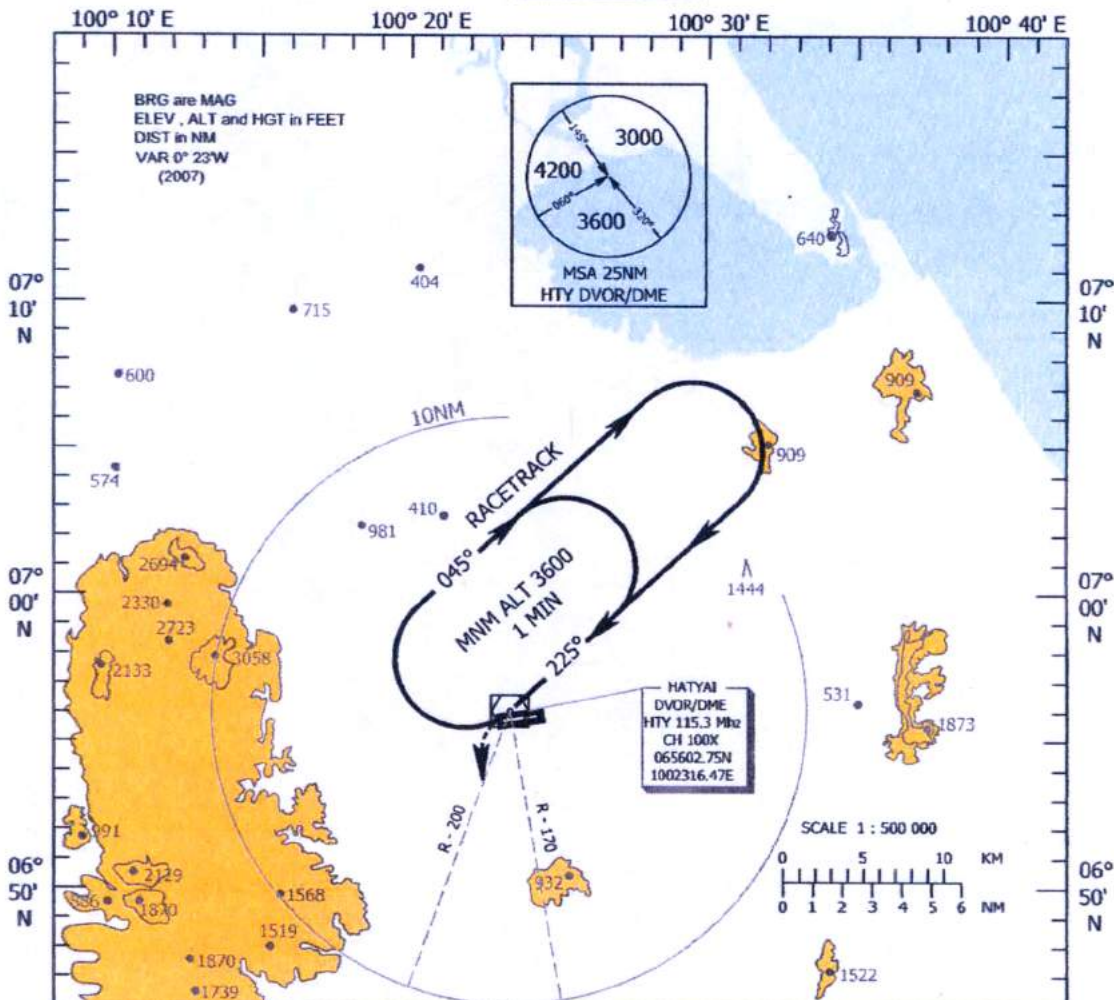 100° 10' E
100° 20' E
100° 30' E
100° 40' E
BRG are MAG
ELEV , ALT and HGT in FEET
DIST in NM
VAR 0° 23'W
(2007)
145°
3000
4200
060°
320°
3600
MSA 25NM
HTY DVOR/DME
640
404
07°
10'
N
07°
10'
N
715
600
909
10NM
909
574
RACETRACK
410
981
045°
MNM ALT 3600
1 MIN
225°
2694
07°
00'
N
07°
00'
N
2330
1444
2723
3058
2133
HATYAI
DVOR/DME
HTY 115.3 Mhz
CH 100X
065602.75N
1002316.47E
531
1873
R - 200
R - 170
991
SCALE 1 : 500 000
0 5 10 KM
0 1 2 3 4 5 6 NM
06°
50'
N
06°
50'
N
2129
932
1568
1870
1519
1870
1522
1739